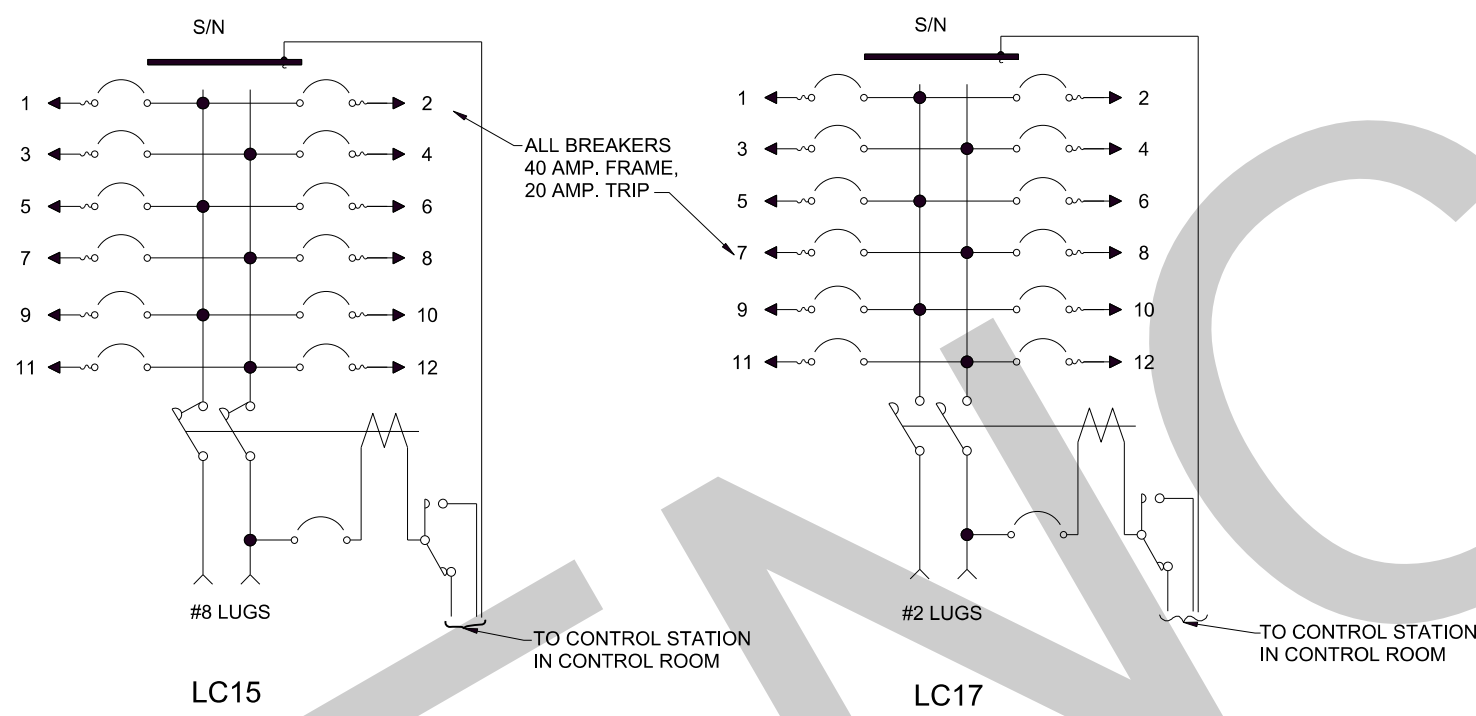 S/N
1
2
3
4
5
6
7
8
9
10
11
12
ALL BREAKERS
40 AMP. FRAME,
20 AMP. TRIP
#8 LUGS
TO CONTROL STATION
IN CONTROL ROOM
LC15
S/N
1
2
3
4
5
6
7
8
9
10
11
12
#2 LUGS
TO CONTROL STATION
IN CONTROL ROOM
LC17